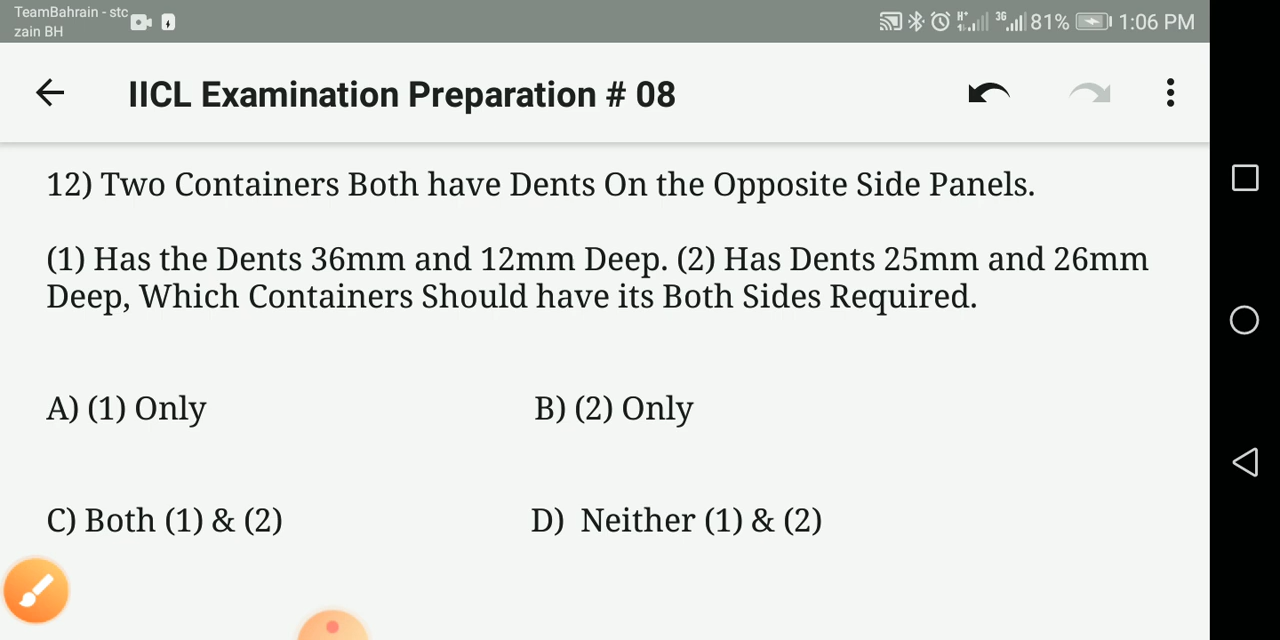 TeamBahrain - stc
zain BH
H+ 3G 81% 1:06 PM
IICL Examination Preparation # 08
12) Two Containers Both have Dents On the Opposite Side Panels.
(1) Has the Dents 36mm and 12mm Deep. (2) Has Dents 25mm and 26mm
Deep, Which Containers Should have its Both Sides Required.
A) (1) Only B) (2) Only
C) Both (1) & (2) D) Neither (1) & (2)